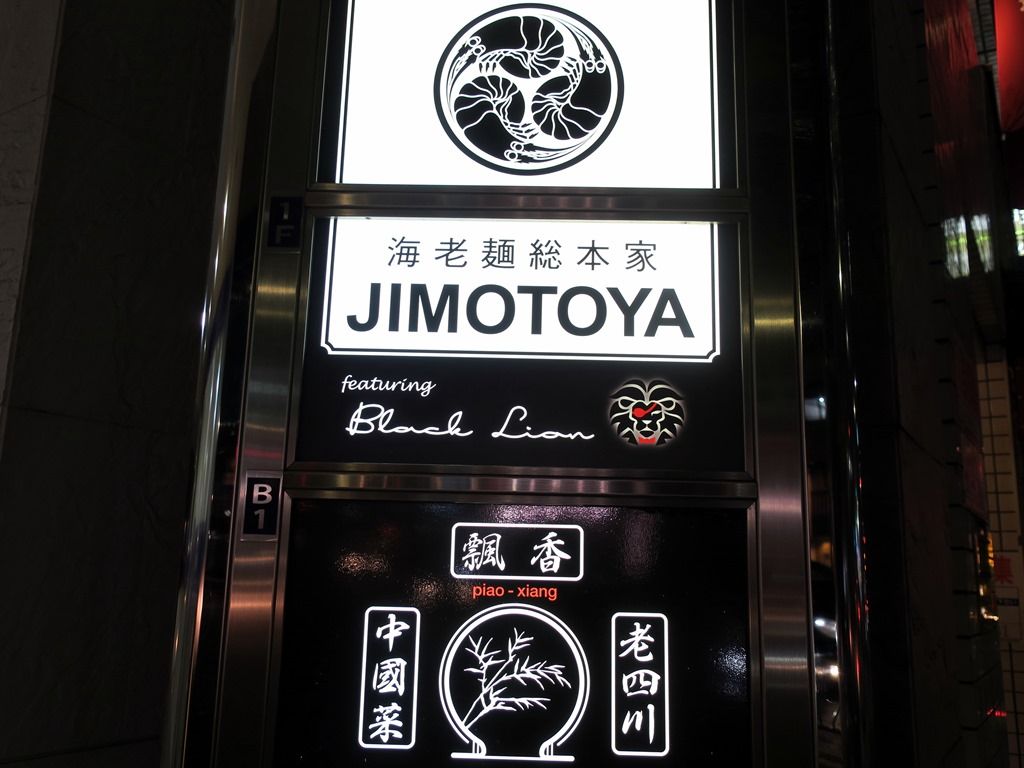 1F
海老麺総本家
JIMOTOYA
featuring
Black Lion
B1
飄香
piao - xiang
中國菜
老四川
集